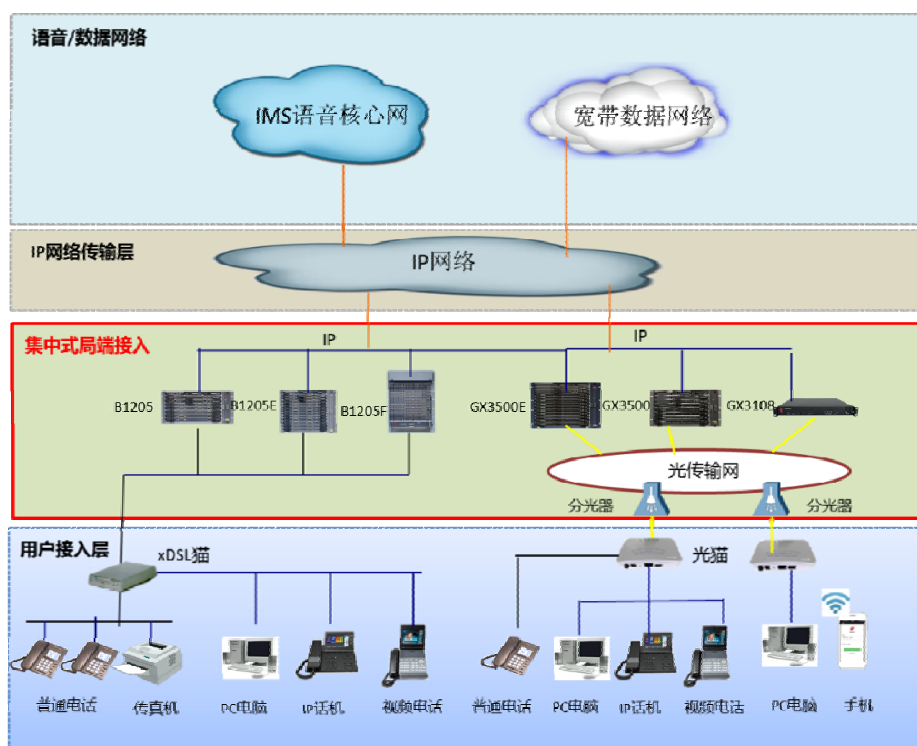 语音/数据网络
IMS语音核心网
宽带数据网络
IP网络传输层
IP网络
集中式局端接入
IP
IP
B1205
B1205E
B1205F
GX3500E
GX3500
GX3108
光传输网
分光器
分光器
用户接入层
xDSL猫
光猫
普通电话
传真机
PC电脑
IP话机
视频电话
普通电话
PC电脑
IP话机
视频电话
PC电脑
手机